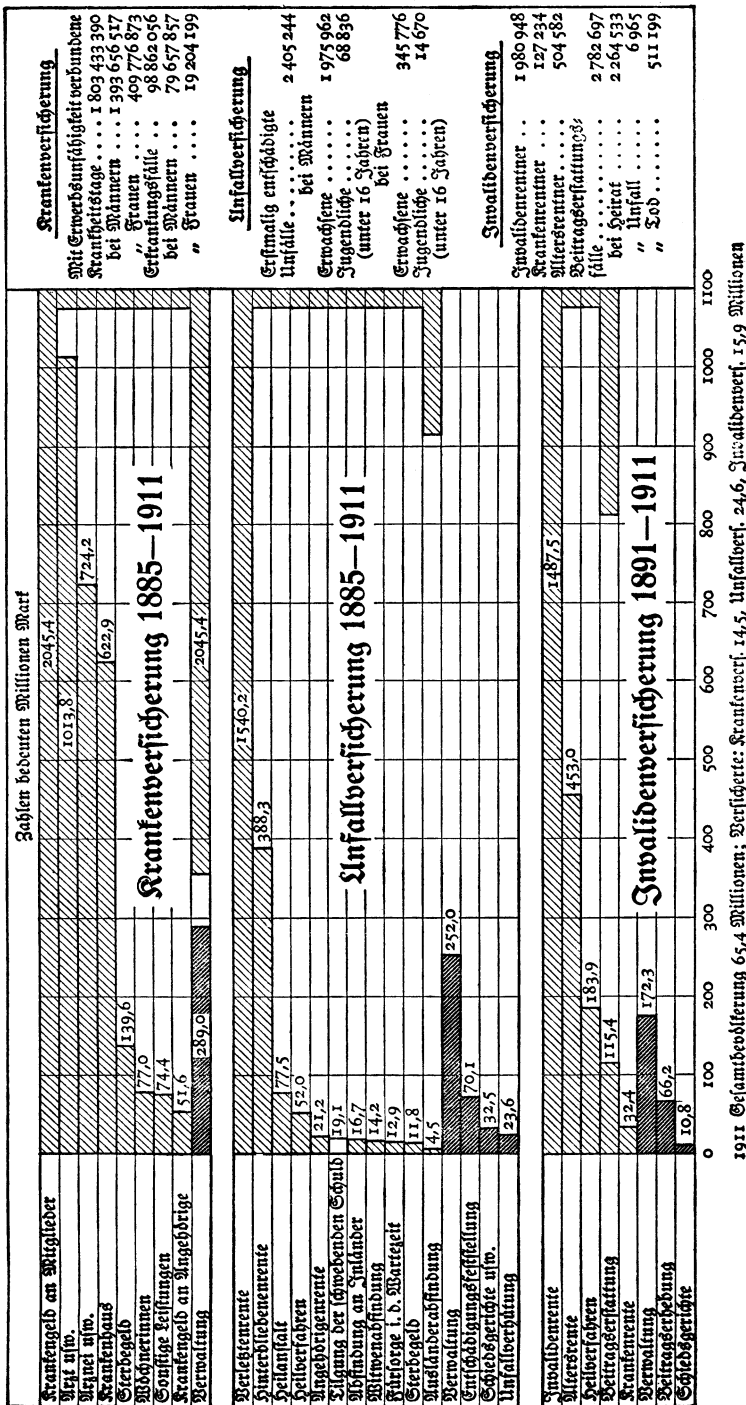 Zahlen bedeuten Millionen Mark
Krankengeld an Mitglieder 2045,4
Arzt usw. 1013,8
Arznei usw. 724,2
Krankenhaus 622,9
Sterbegeld 139,6
Wöchnerinnen 77,0
Sonstige Leistungen 74,4
Krankengeld an Angehörige 51,6
Verwaltung 289,0 2045,4
Krankenversicherung 1885—1911
Krankenversicherung
Mit Erwerbsunfähigkeit verbundene
Krankheitstage.... 1 803 433 390
bei Männern ... 1 393 656 517
„ Frauen .... 409 776 873
Erkrankungsfälle .. 98 862 056
bei Männern ... 79 657 857
„ Frauen .... 19 204 199
Verletztenrente 1540,2
Hinterbliebenenrente 388,3
Heilanstalt 77,5
Heilverfahren 52,0
Angehörigenrente 21,2
Tilgung der schwebenden Schuld 19,1
Abfindung an Inländer 16,7
Witwenabfindung 14,2
Fürsorge i. d. Wartezeit 12,9
Sterbegeld 11,8
Ausländerabfindung 4,5
Verwaltung 252,0
Entschädigungsfeststellung 70,1
Schiedsgerichte usw. 32,5
Unfallverhütung 23,6
Unfallversicherung 1885—1911
Unfallversicherung
Erstmalig entschädigte
Unfälle.......... 2 405 244
bei Männern
Erwachsene ..... 1 975 962
Jugendliche ...... 68 836
(unter 16 Jahren)
bei Frauen
Erwachsene ..... 345 776
Jugendliche ...... 14 670
(unter 16 Jahren)
Invalidenrente 1487,5
Altersrente 453,0
Heilverfahren 183,9
Beitragserstattung 115,4
Krankenrente 32,4
Verwaltung 172,3
Beitragserhebung 66,2
Schiedsgerichte 10,8
Invalidenversicherung 1891—1911
Invalidenversicherung
Invalidenrentner .. 1 980 948
Krankenrentner ... 127 234
Altersrentner...... 504 582
Beitragserstattungs-
fälle............ 2 782 697
bei Heirat ..... 2 264 533
„ Unfall ..... 6 965
„ Tod....... 511 199
0 100 200 300 400 500 600 700 800 900 1000 1100
1911 Gesamtbevölkerung 65,4 Millionen; Versicherte: Krankenvers. 14,5, Unfallvers. 24,6, Invalidenvers. 15,9 Millionen